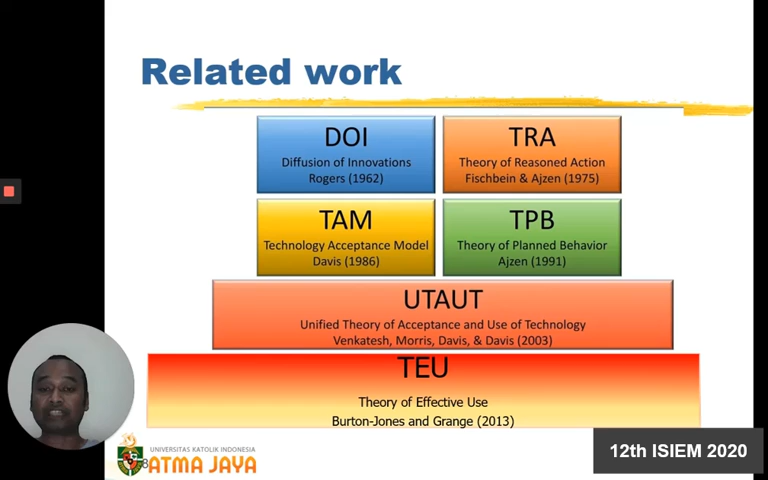 Related work
DOI
Diffusion of Innovations
Rogers (1962)
TRA
Theory of Reasoned Action
Fischbein & Ajzen (1975)
TAM
Technology Acceptance Model
Davis (1986)
TPB
Theory of Planned Behavior
Ajzen (1991)
UTAUT
Unified Theory of Acceptance and Use of Technology
Venkatesh, Morris, Davis, & Davis (2003)
TEU
Theory of Effective Use
Burton-Jones and Grange (2013)
UNIVERSITAS KATOLIK INDONESIA
ATMA JAYA
12th ISIEM 2020